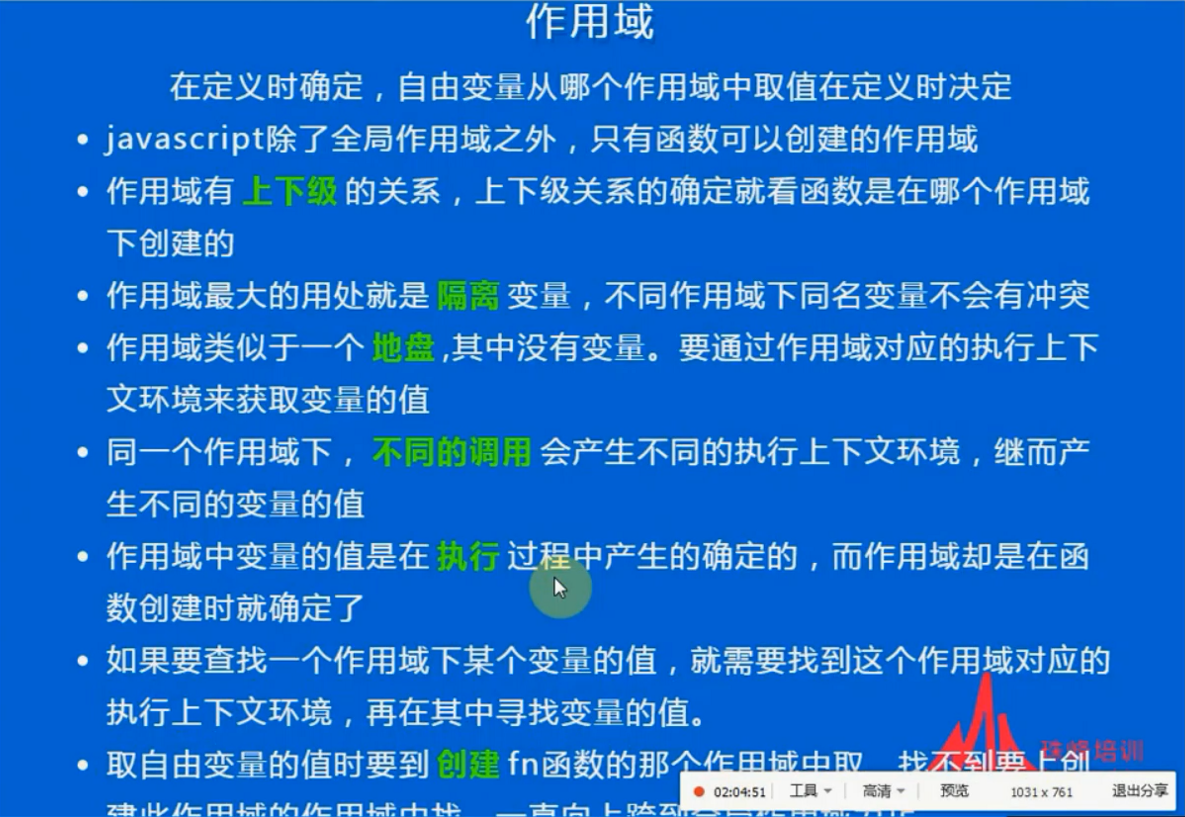 作用域
在定义时确定，自由变量从哪个作用域中取值在定义时决定
• javascript除了全局作用域之外，只有函数可以创建的作用域
• 作用域有 上下级 的关系，上下级关系的确定就看函数是在哪个作用域
下创建的
• 作用域最大的用处就是 隔离 变量，不同作用域下同名变量不会有冲突
• 作用域类似于一个 地盘 ,其中没有变量。要通过作用域对应的执行上下
文环境来获取变量的值
• 同一个作用域下， 不同的调用 会产生不同的执行上下文环境，继而产
生不同的变量的值
• 作用域中变量的值是在 执行 过程中产生的确定的，而作用域却是在函
数创建时就确定了
• 如果要查找一个作用域下某个变量的值，就需要找到这个作用域对应的
执行上下文环境，再在其中寻找变量的值。
珠峰培训
• 取自由变量的值时要到 创建 fn函数的那个作用域中取 找不到要上创
建此作用域的作用域中找 一直向上跨到全局作用域为止
02:04:51 工具 高清 预览 1031 x 761 退出分享